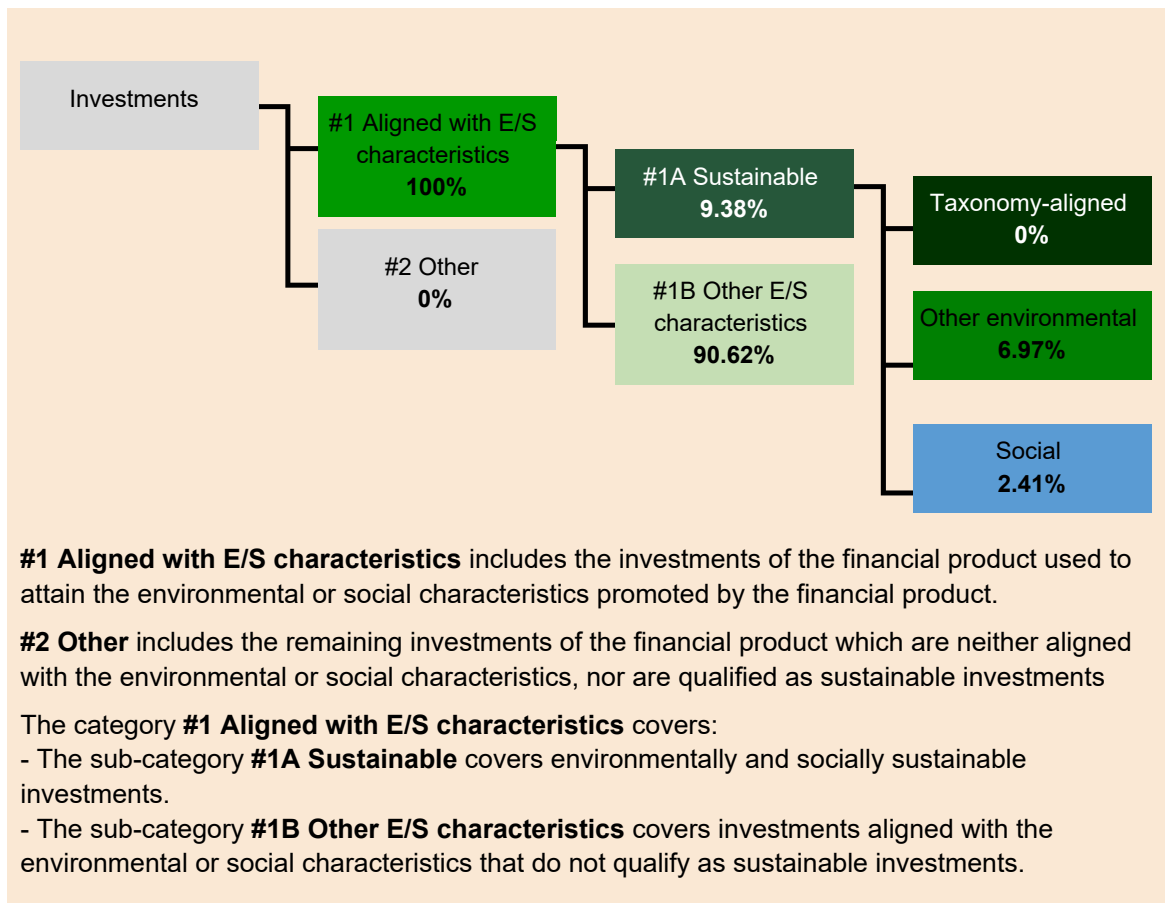 Investments
#1 Aligned with E/S
characteristics
100%
#2 Other
0%
#1A Sustainable
9.38%
#1B Other E/S
characteristics
90.62%
Taxonomy-aligned
0%
Other environmental
6.97%
Social
2.41%
#1 Aligned with E/S characteristics includes the investments of the financial product used to
attain the environmental or social characteristics promoted by the financial product.
#2 Other includes the remaining investments of the financial product which are neither aligned
with the environmental or social characteristics, nor are qualified as sustainable investments
The category #1 Aligned with E/S characteristics covers:
- The sub-category #1A Sustainable covers environmentally and socially sustainable
investments.
- The sub-category #1B Other E/S characteristics covers investments aligned with the
environmental or social characteristics that do not qualify as sustainable investments.